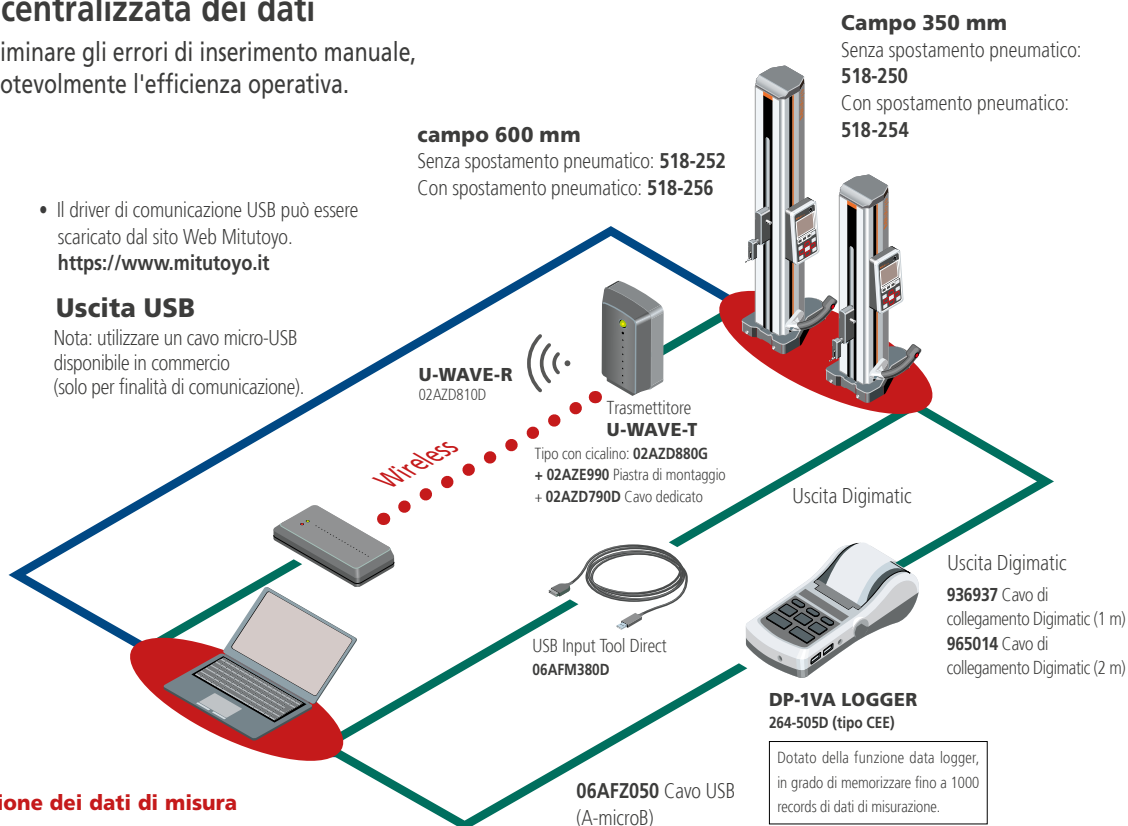 centralizzata dei dati
iminare gli errori di inserimento manuale,
otevolmente l'efficienza operativa.
Campo 350 mm
Senza spostamento pneumatico:
518-250
Con spostamento pneumatico:
518-254
campo 600 mm
Senza spostamento pneumatico: 518-252
Con spostamento pneumatico: 518-256
• Il driver di comunicazione USB può essere
scaricato dal sito Web Mitutoyo.
https://www.mitutoyo.it
Uscita USB
Nota: utilizzare un cavo micro-USB
disponibile in commercio
(solo per finalità di comunicazione).
U-WAVE-R
02AZD810D
Trasmettitore
U-WAVE-T
Tipo con cicalino: 02AZD880G
+ 02AZE990 Piastra di montaggio
+ 02AZD790D Cavo dedicato
Wireless
Uscita Digimatic
USB Input Tool Direct
06AFM380D
Uscita Digimatic
936937 Cavo di
collegamento Digimatic (1 m)
965014 Cavo di
collegamento Digimatic (2 m)
DP-1VA LOGGER
264-505D (tipo CEE)
Dotato della funzione data logger,
in grado di memorizzare fino a 1000
records di dati di misurazione.
06AFZ050 Cavo USB
(A-microB)
ione dei dati di misura